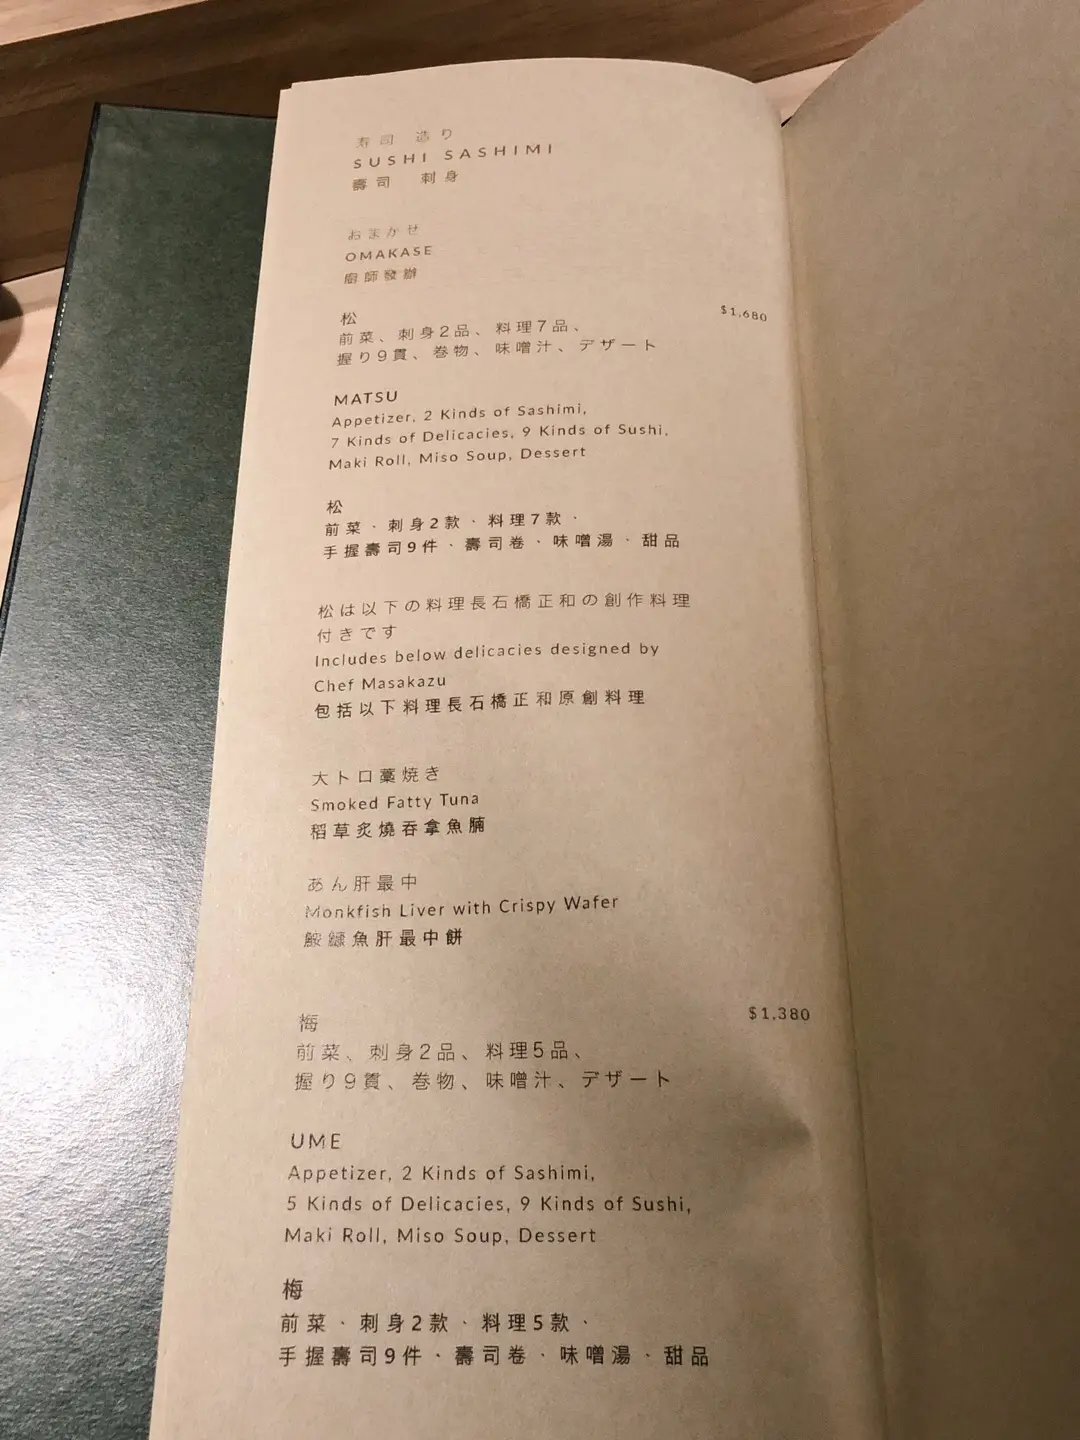 寿司 造り
SUSHI SASHIMI
壽司 刺身
おまかせ
OMAKASE
廚師發辦
松
$1,680
前菜、刺身2品、料理7品、
握り9貫、巻物、味噌汁、デザート
MATSU
Appetizer, 2 Kinds of Sashimi,
7 Kinds of Delicacies, 9 Kinds of Sushi,
Maki Roll, Miso Soup, Dessert
松
前菜、刺身2款、料理7款、
手握壽司9件、壽司卷、味噌湯、甜品
松は以下の料理長石橋正和の創作料理
付きです
Includes below delicacies designed by
Chef Masakazu
包括以下料理長石橋正和原創料理
大トロ藁焼き
Smoked Fatty Tuna
稻草炙燒吞拿魚腩
あん肝最中
Monkfish Liver with Crispy Wafer
鮟鱇魚肝最中餅
梅
$1,380
前菜、刺身2品、料理5品、
握り9貫、巻物、味噌汁、デザート
UME
Appetizer, 2 Kinds of Sashimi,
5 Kinds of Delicacies, 9 Kinds of Sushi,
Maki Roll, Miso Soup, Dessert
梅
前菜、刺身2款、料理5款、
手握壽司9件、壽司卷、味噌湯、甜品